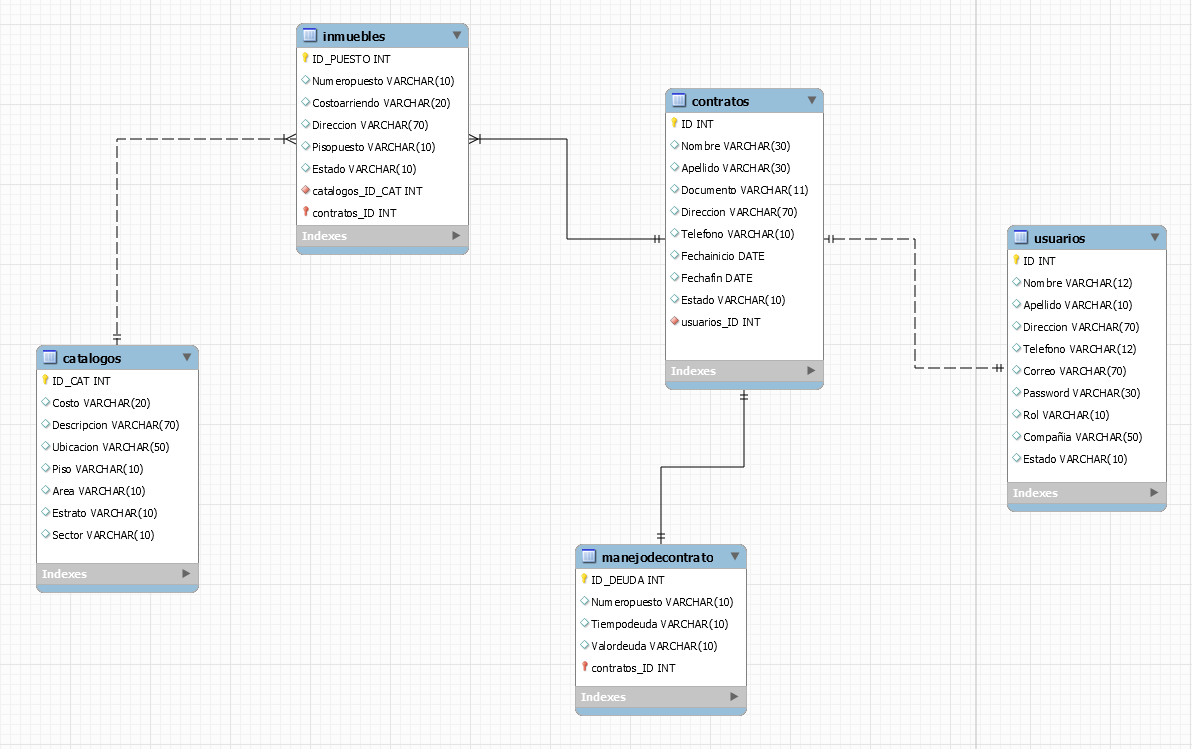 inmuebles
ID_PUESTO INT
Numeropuesto VARCHAR(10)
Costoarriendo VARCHAR(20)
Direccion VARCHAR(70)
Pisopuesto VARCHAR(10)
Estado VARCHAR(10)
catalogos_ID_CAT INT
contratos_ID INT
Indexes
contratos
ID INT
Nombre VARCHAR(30)
Apellido VARCHAR(30)
Documento VARCHAR(11)
Direccion VARCHAR(70)
Telefono VARCHAR(10)
Fechainicio DATE
Fechafin DATE
Estado VARCHAR(10)
usuarios_ID INT
Indexes
usuarios
ID INT
Nombre VARCHAR(12)
Apellido VARCHAR(10)
Direccion VARCHAR(70)
Telefono VARCHAR(12)
Correo VARCHAR(70)
Password VARCHAR(30)
Rol VARCHAR(10)
Compañia VARCHAR(50)
Estado VARCHAR(10)
Indexes
catalogos
ID_CAT INT
Costo VARCHAR(20)
Descripcion VARCHAR(70)
Ubicacion VARCHAR(50)
Piso VARCHAR(10)
Area VARCHAR(10)
Estrato VARCHAR(10)
Sector VARCHAR(10)
Indexes
manejodecontrato
ID_DEUDA INT
Numeropuesto VARCHAR(10)
Tiempodeuda VARCHAR(10)
Valordeuda VARCHAR(10)
contratos_ID INT
Indexes